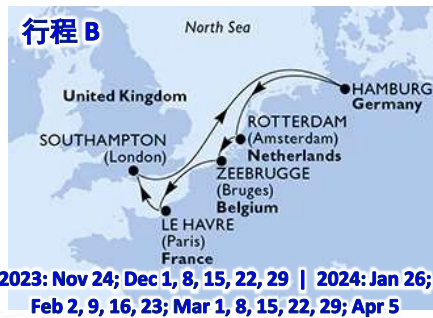 行程 B
North Sea
HAMBURG
Germany
United Kingdom
ROTTERDAM
(Amsterdam)
Netherlands
SOUTHAMPTON
(London)
ZEEBRUGGE
(Bruges)
Belgium
LE HAVRE
(Paris)
France
2023: Nov 24; Dec 1, 8, 15, 22, 29 | 2024: Jan 26;
Feb 2, 9, 16, 23; Mar 1, 8, 15, 22, 29; Apr 5